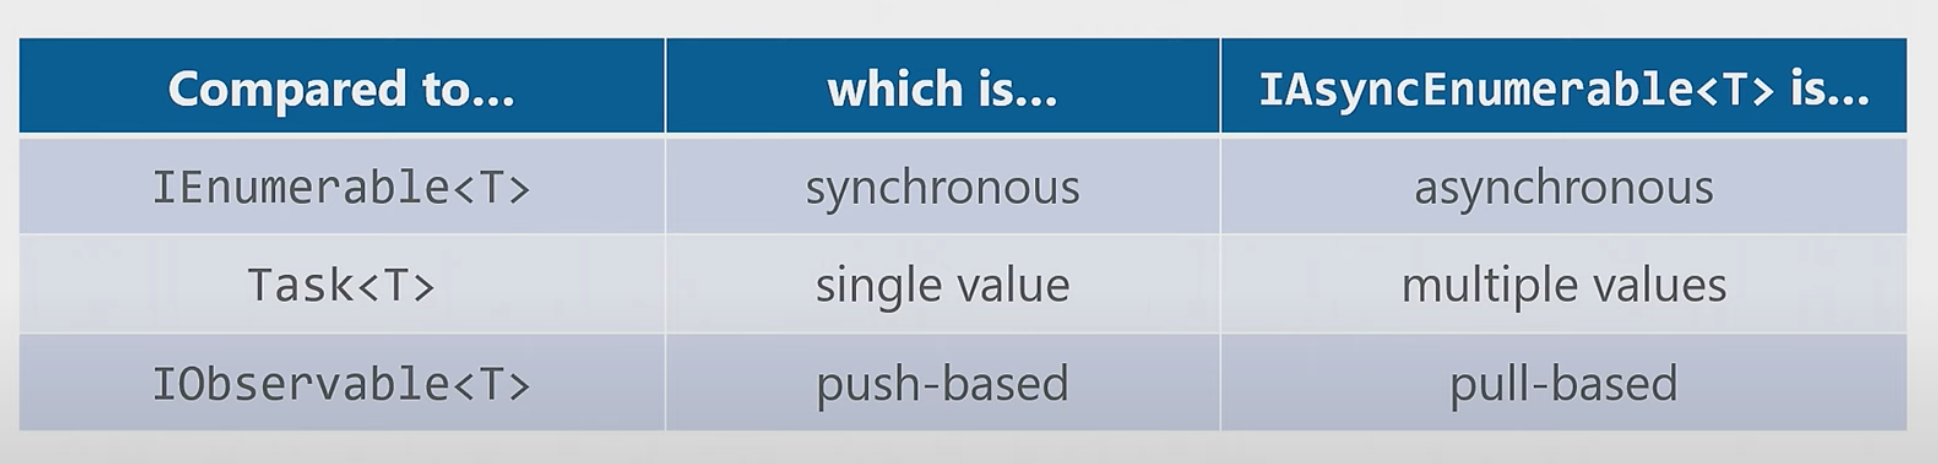 Compared to... which is... IAsyncEnumerable<T> is...
IEnumerable<T> synchronous asynchronous
Task<T> single value multiple values
IObservable<T> push-based pull-based